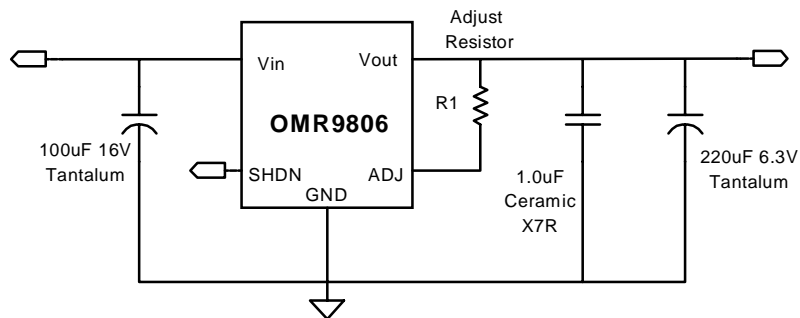 Adjust
Resistor
Vin
Vout
R1
OMR9806
100uF 16V
Tantalum
SHDN
ADJ
GND
1.0uF
Ceramic
X7R
220uF 6.3V
Tantalum